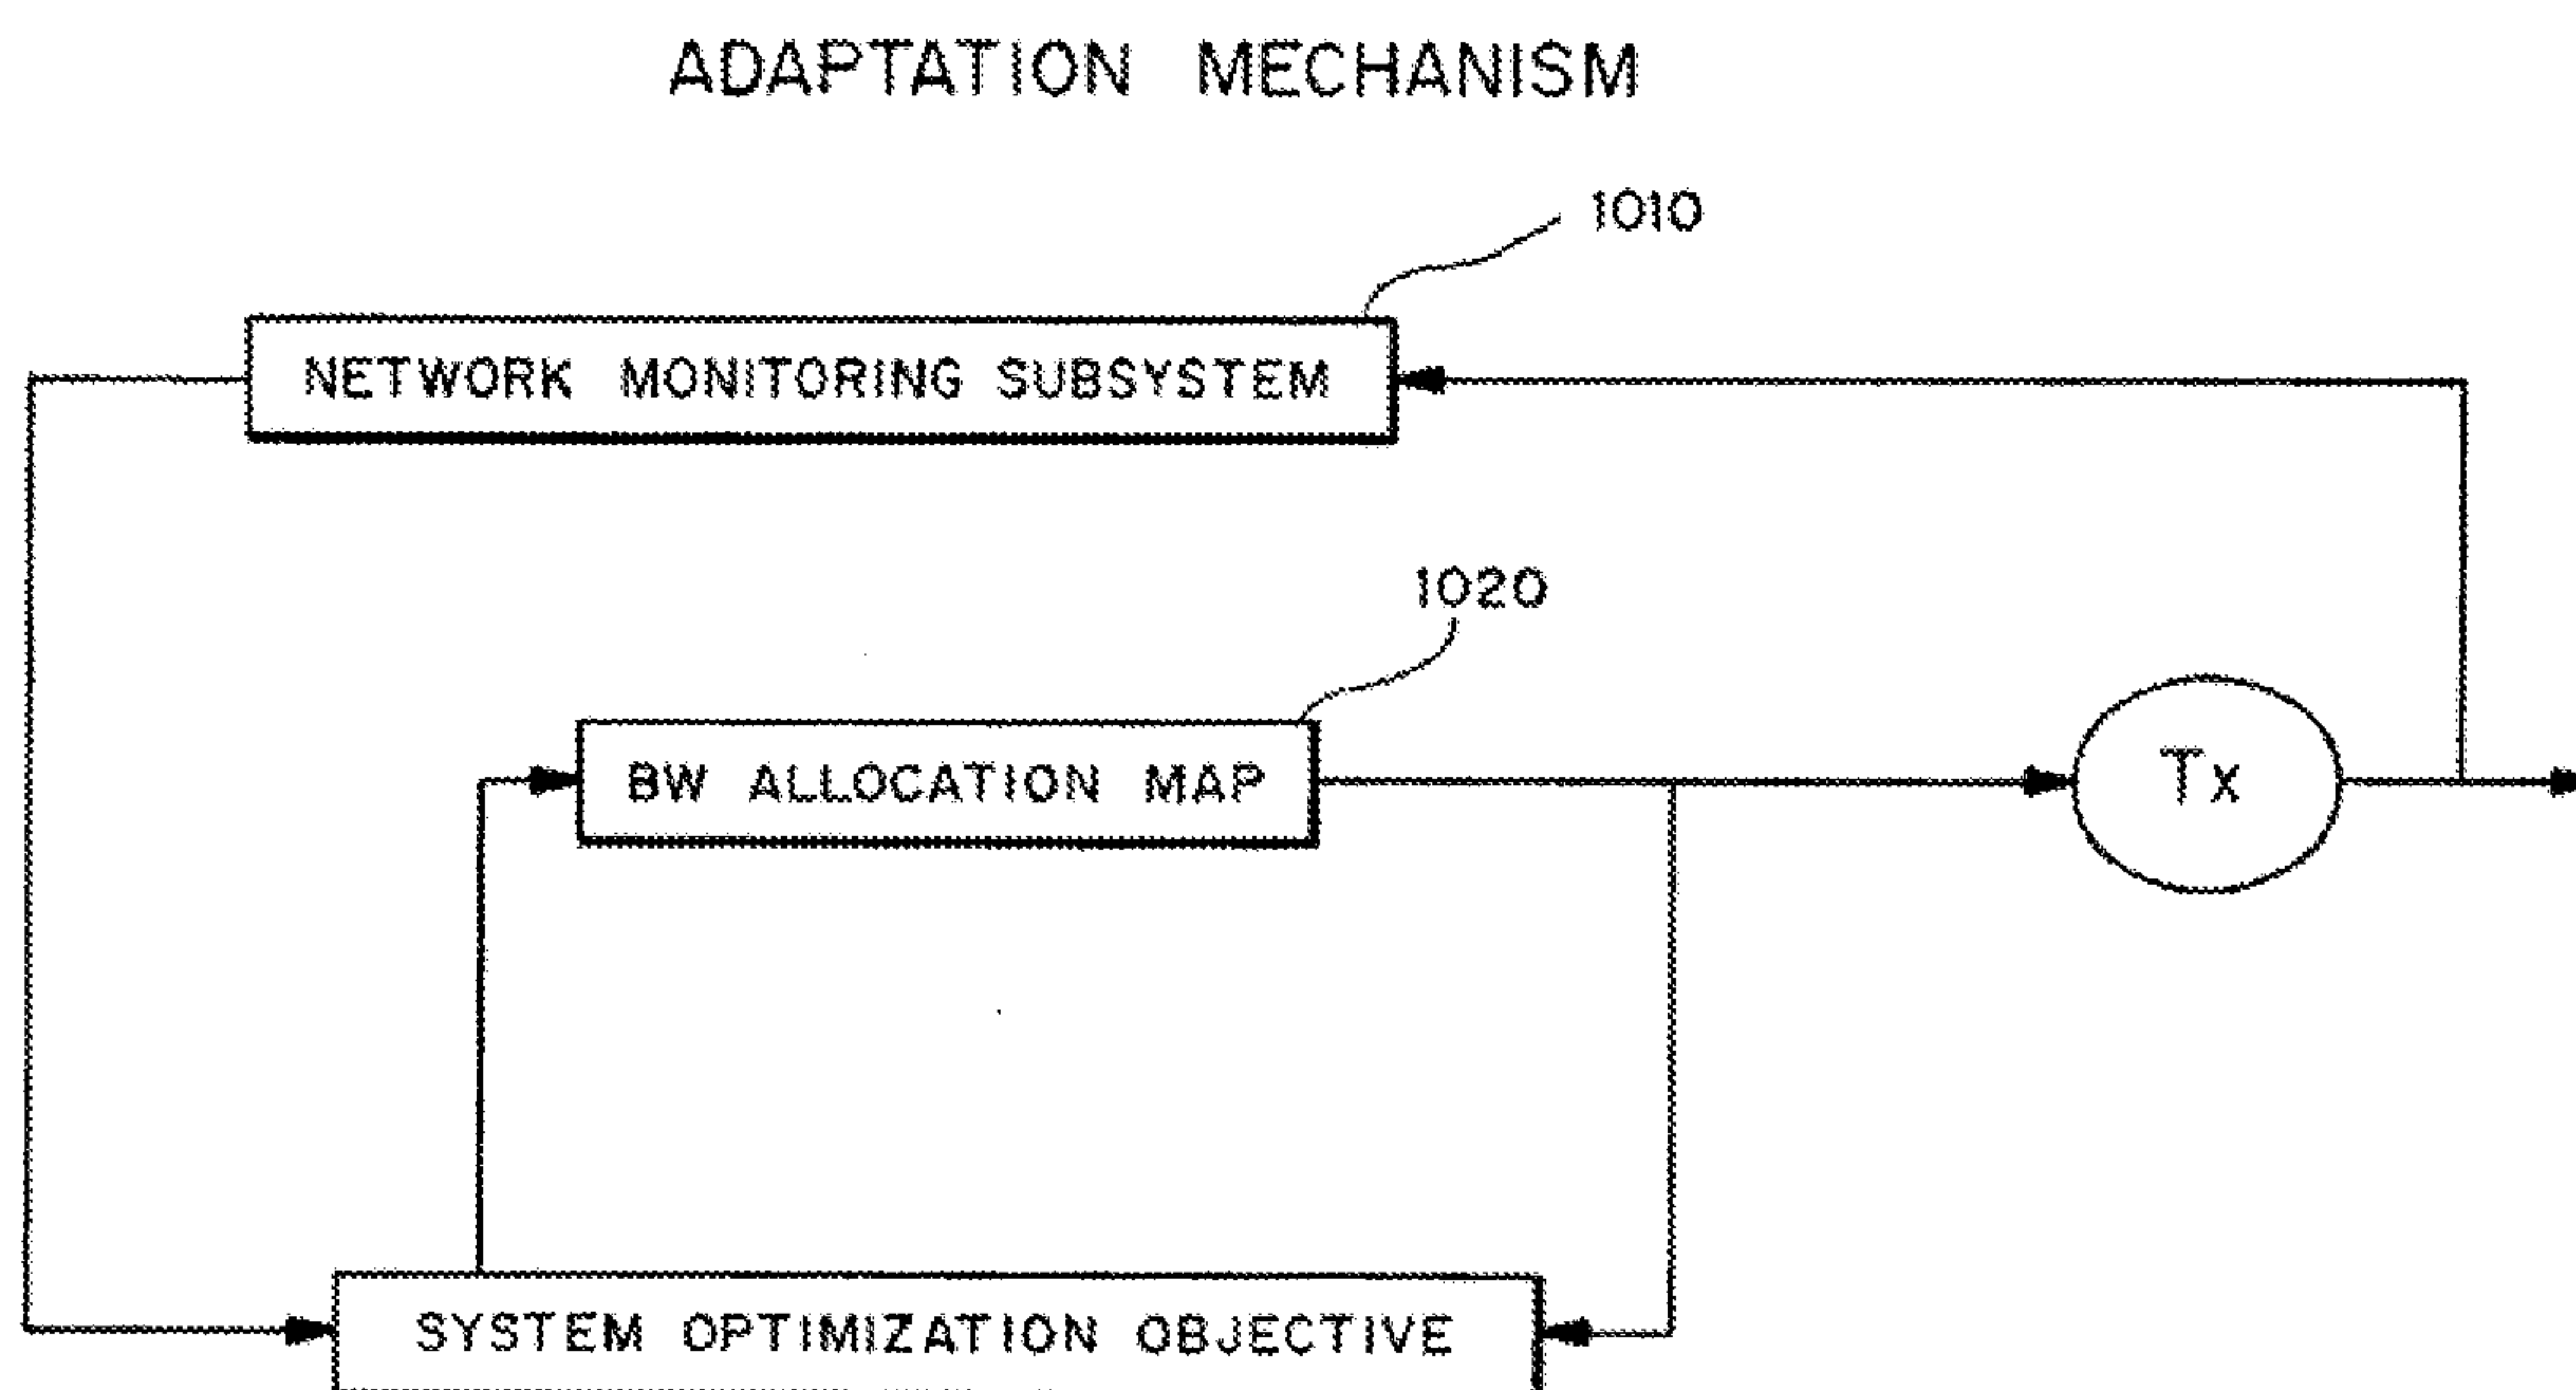 ADAPTATION MECHANISM
1010
NETWORK MONITORING SUBSYSTEM
1020
BW ALLOCATION MAP
Tx
SYSTEM OPTIMIZATION OBJECTIVE